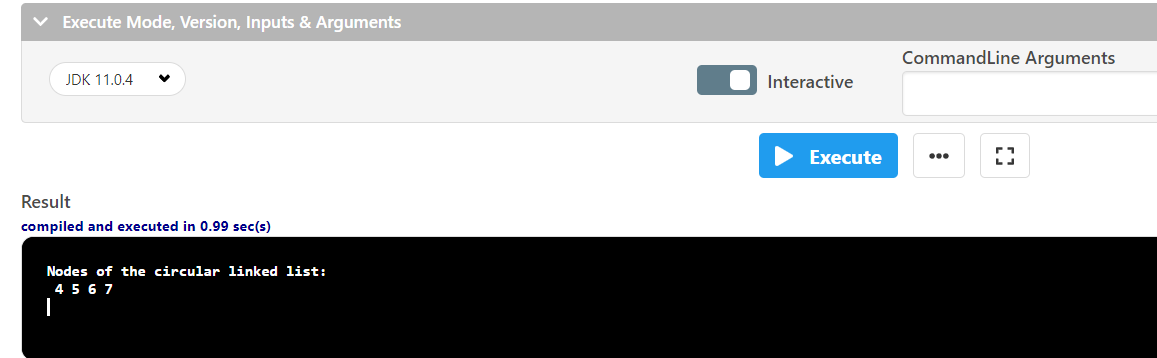 Execute Mode, Version, Inputs & Arguments
JDK 11.0.4
Interactive
CommandLine Arguments
Execute
Result
compiled and executed in 0.99 sec(s)
Nodes of the circular linked list:
4 5 6 7